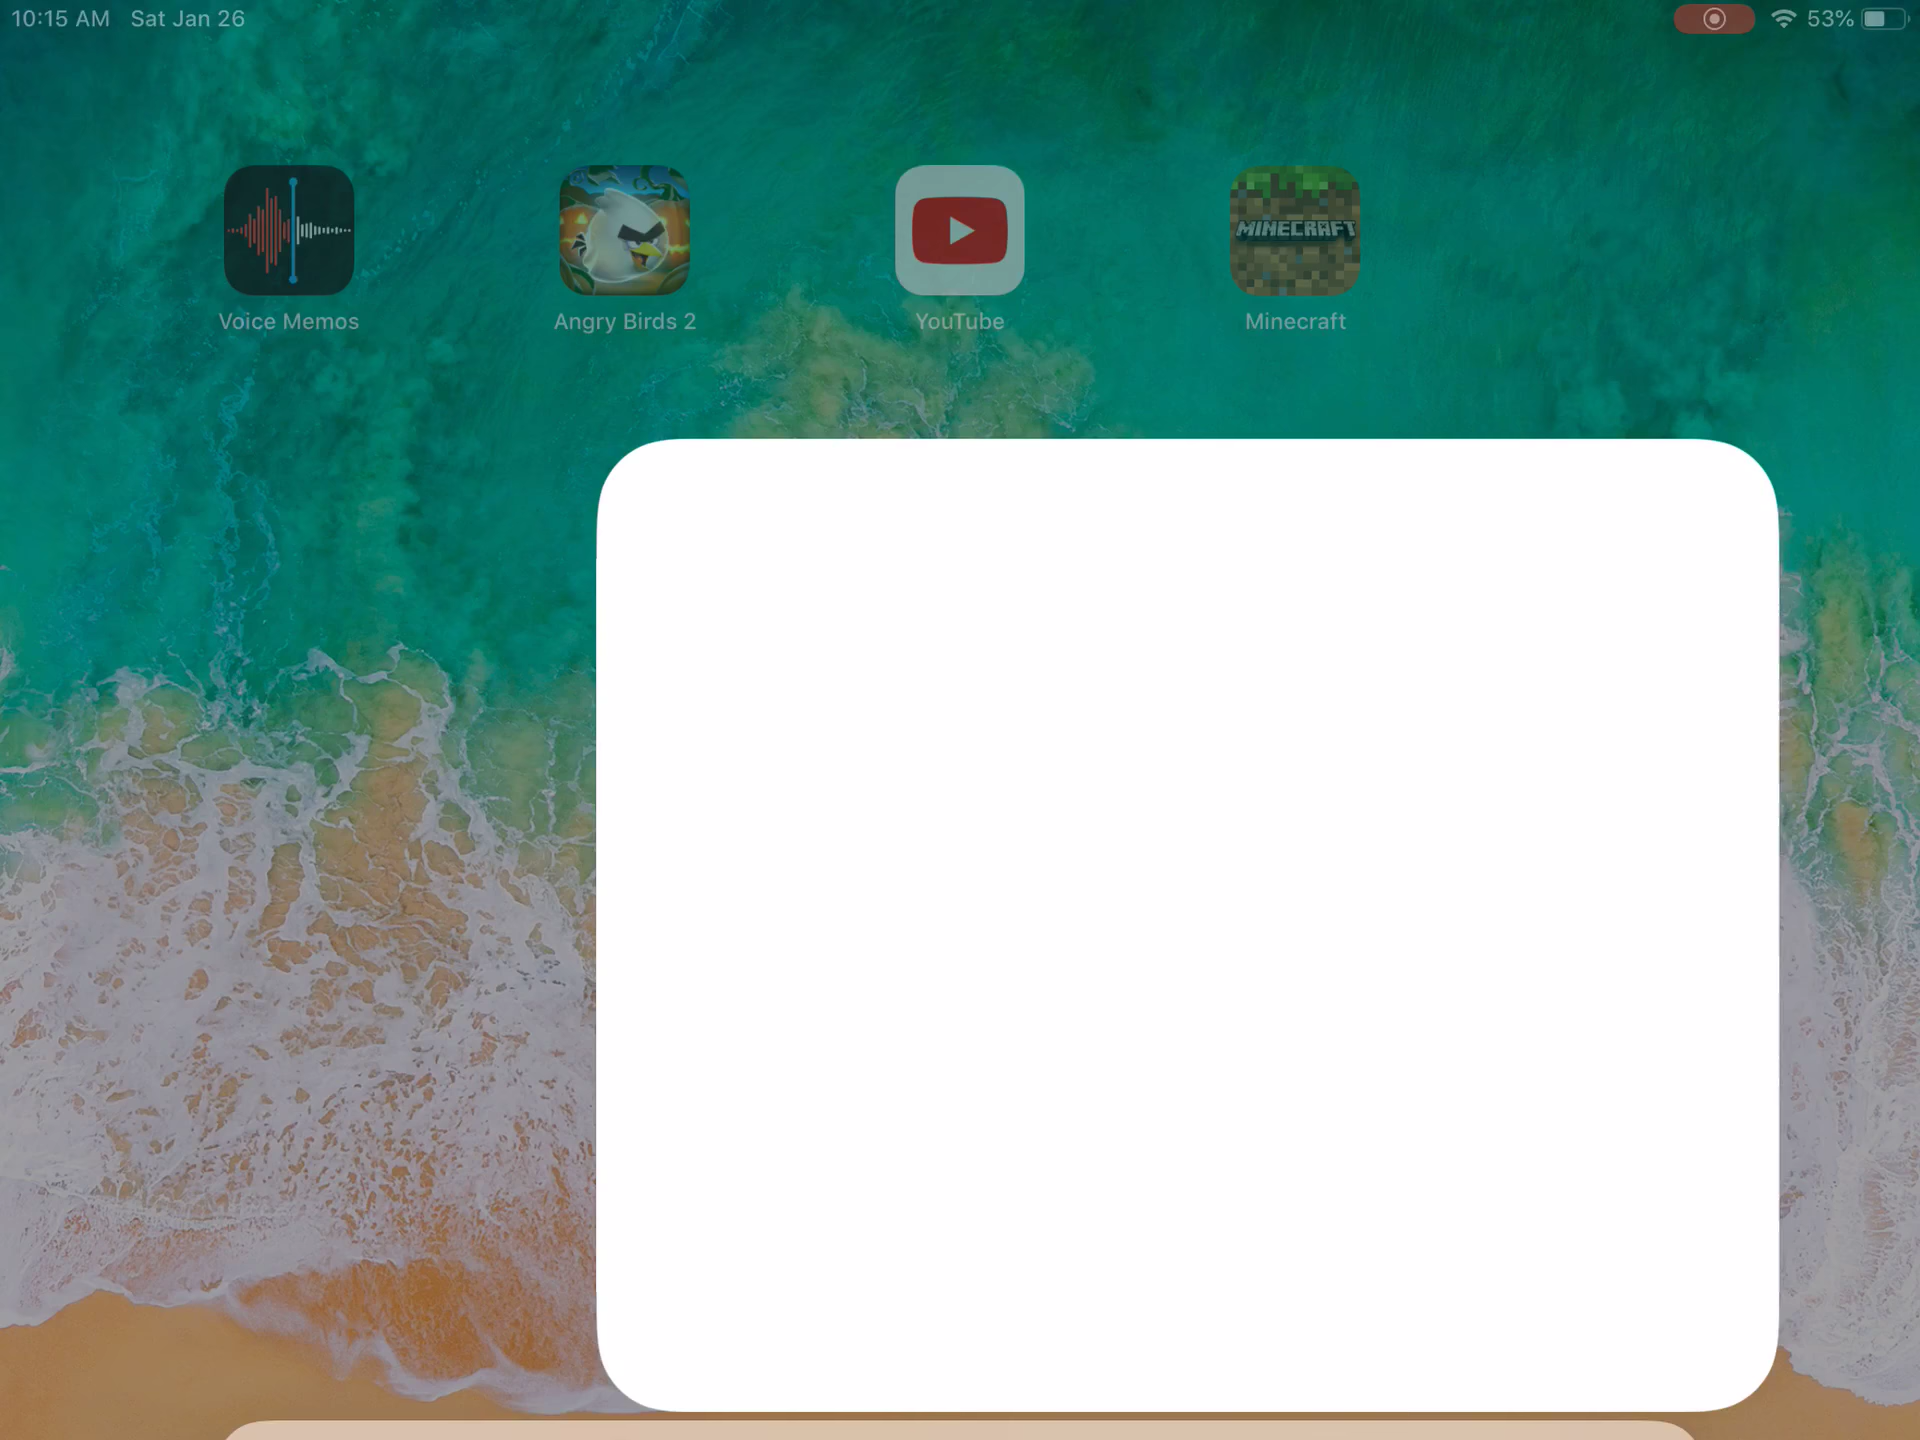 10:15 AM Sat Jan 26
53%
MINECRAFT
Voice Memos
Angry Birds 2
YouTube
Minecraft